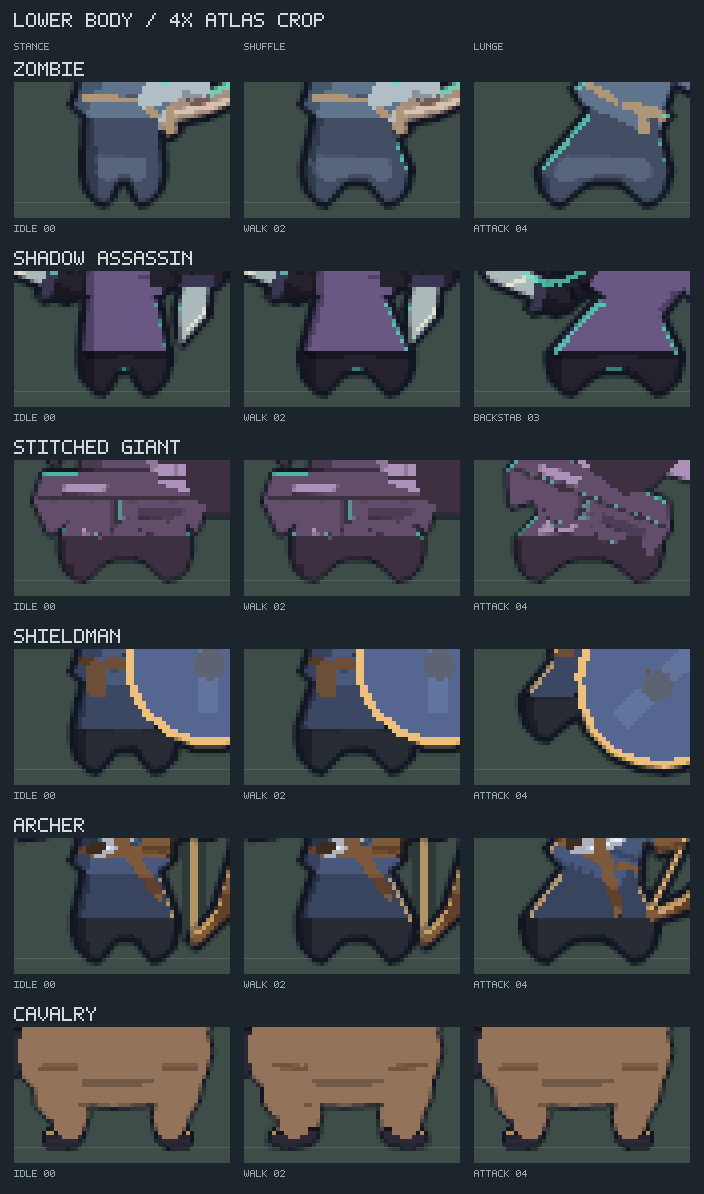 LOWER BODY / 4X ATLAS CROP
STANCE SHUFFLE LUNGE
ZOMBIE
IDLE 00 WALK 02 ATTACK 04
SHADOW ASSASSIN
IDLE 00 WALK 02 BACKSTAB 03
STITCHED GIANT
IDLE 00 WALK 02 ATTACK 04
SHIELDMAN
IDLE 00 WALK 02 ATTACK 04
ARCHER
IDLE 00 WALK 02 ATTACK 04
CAVALRY
IDLE 00 WALK 02 ATTACK 04